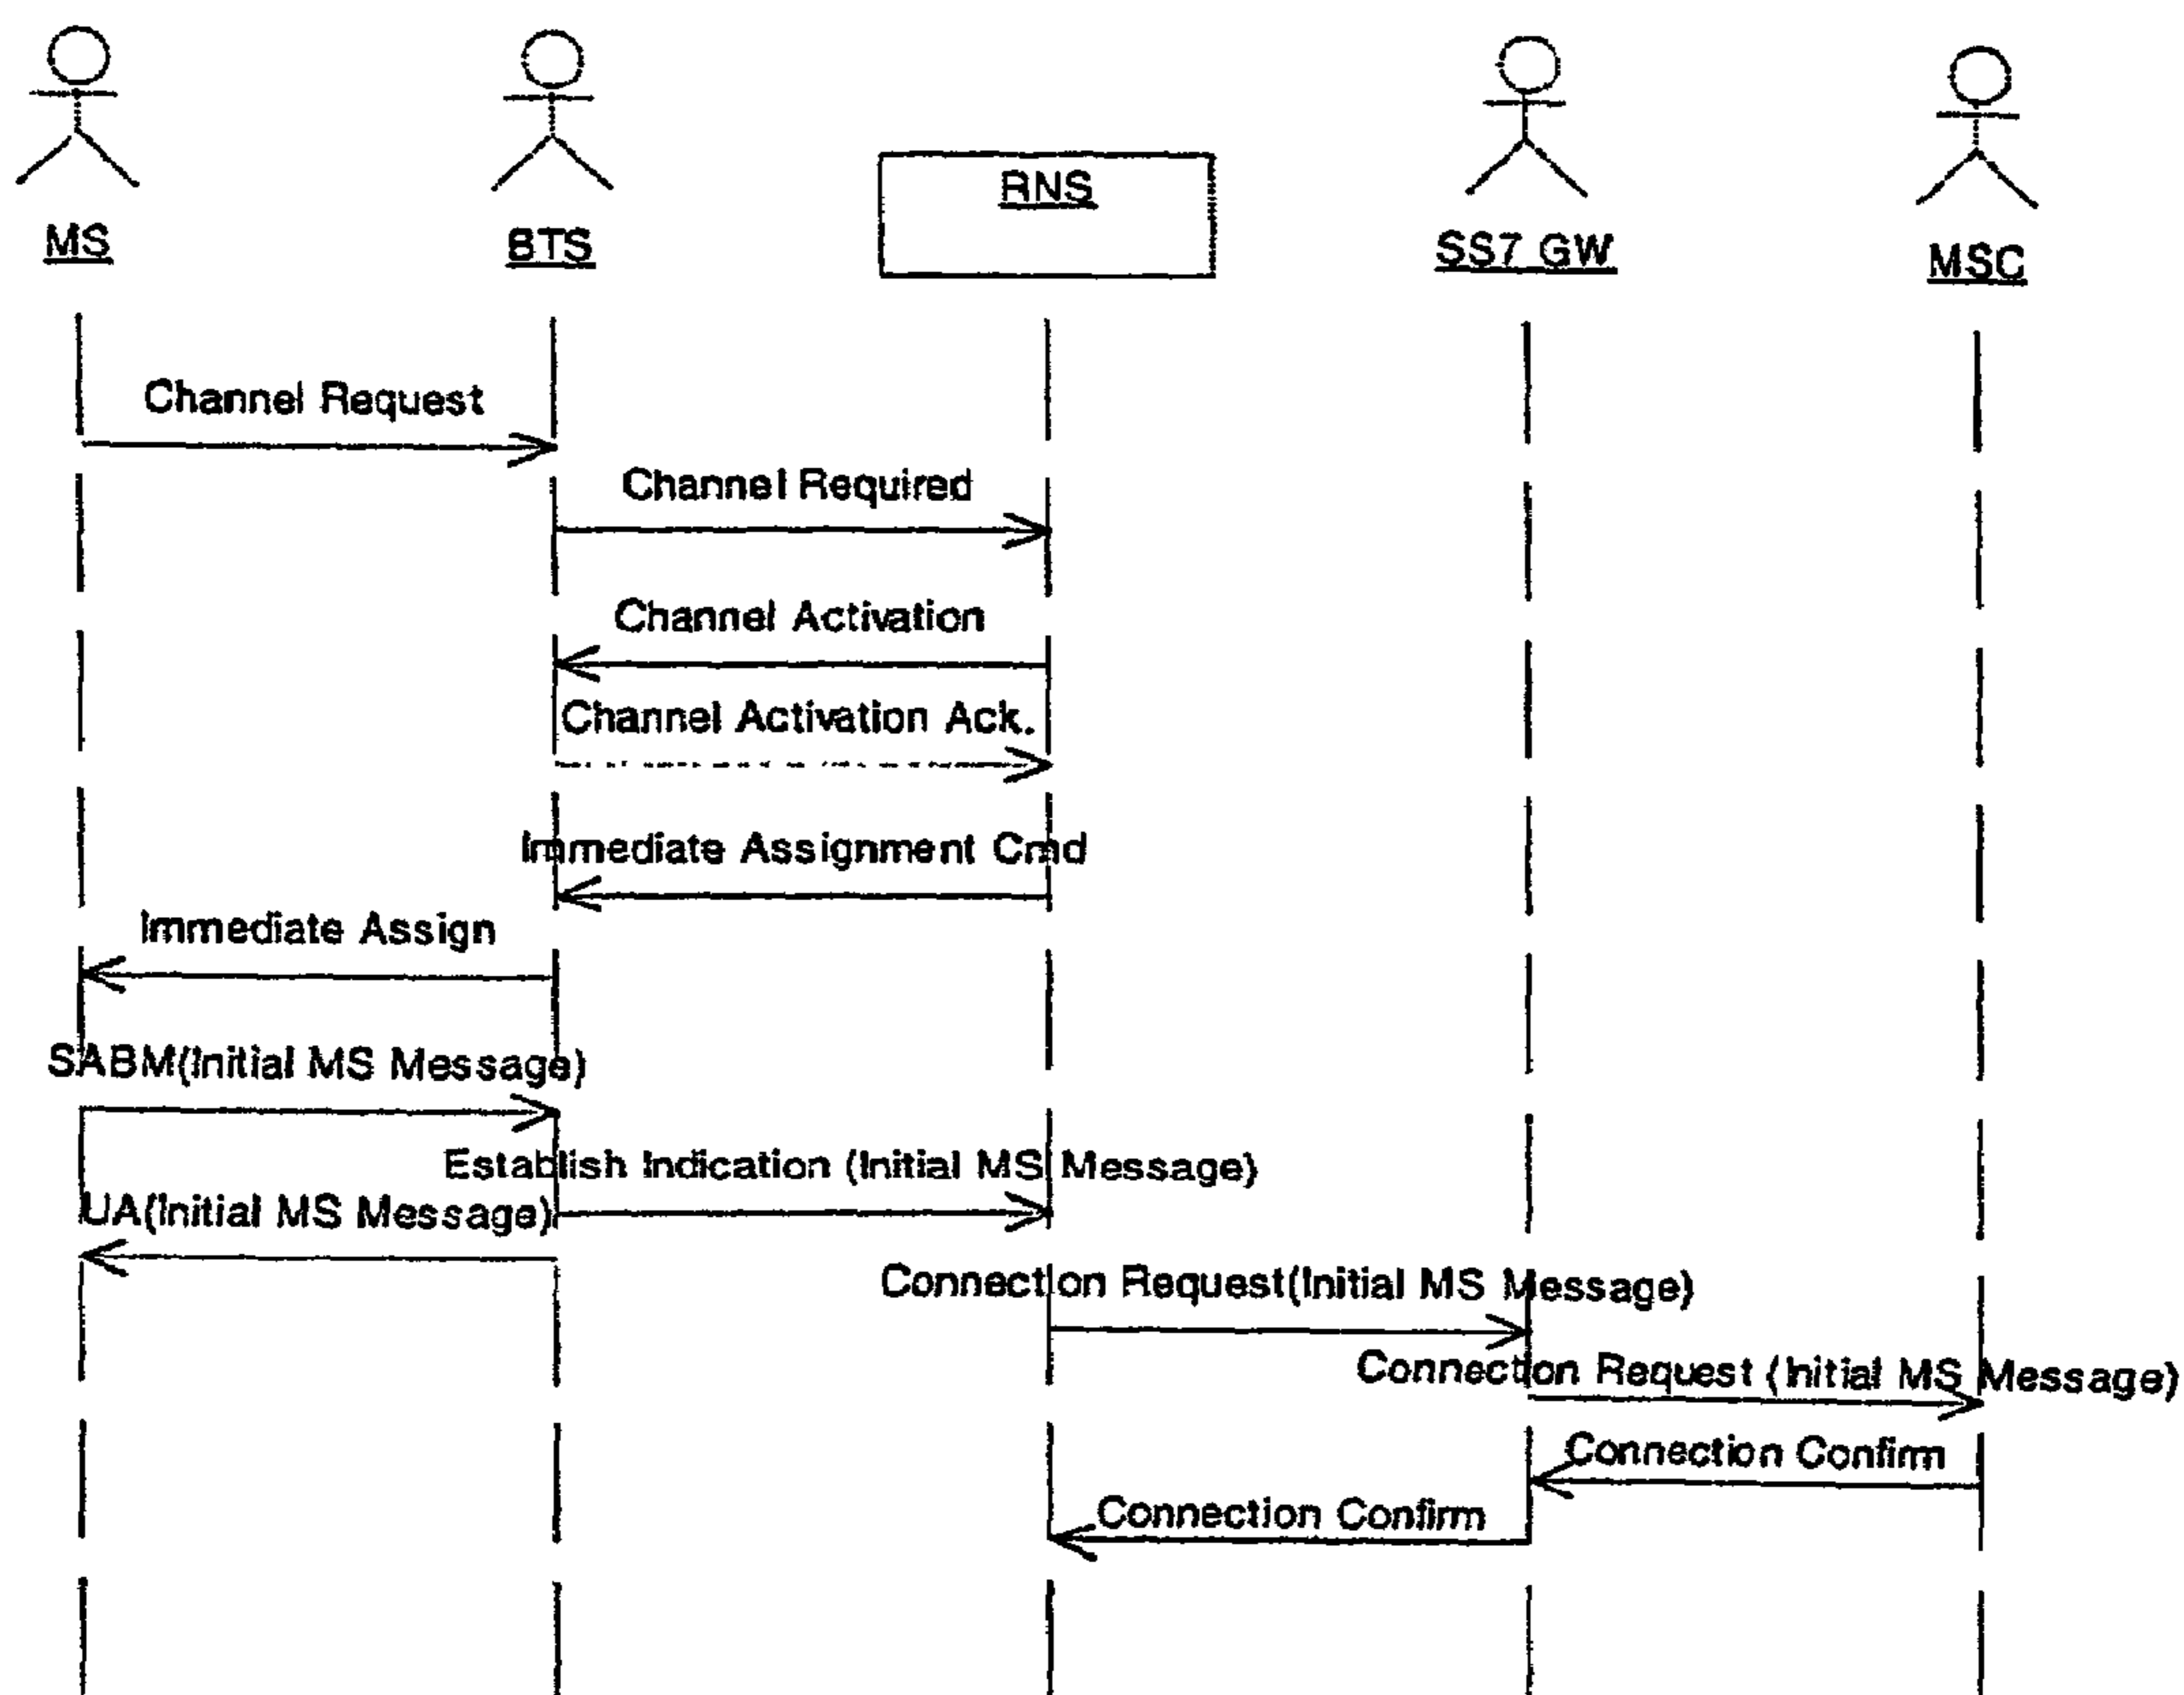 MS
BTS
RNS
SS7 GW
MSC
Channel Request
Channel Required
Channel Activation
Channel Activation Ack.
Immediate Assignment Cmd
Immediate Assign
SABM(Initial MS Message)
Establish Indication (Initial MS Message)
UA(Initial MS Message)
Connection Request(Initial MS Message)
Connection Request (Initial MS Message)
Connection Confirm
Connection Confirm